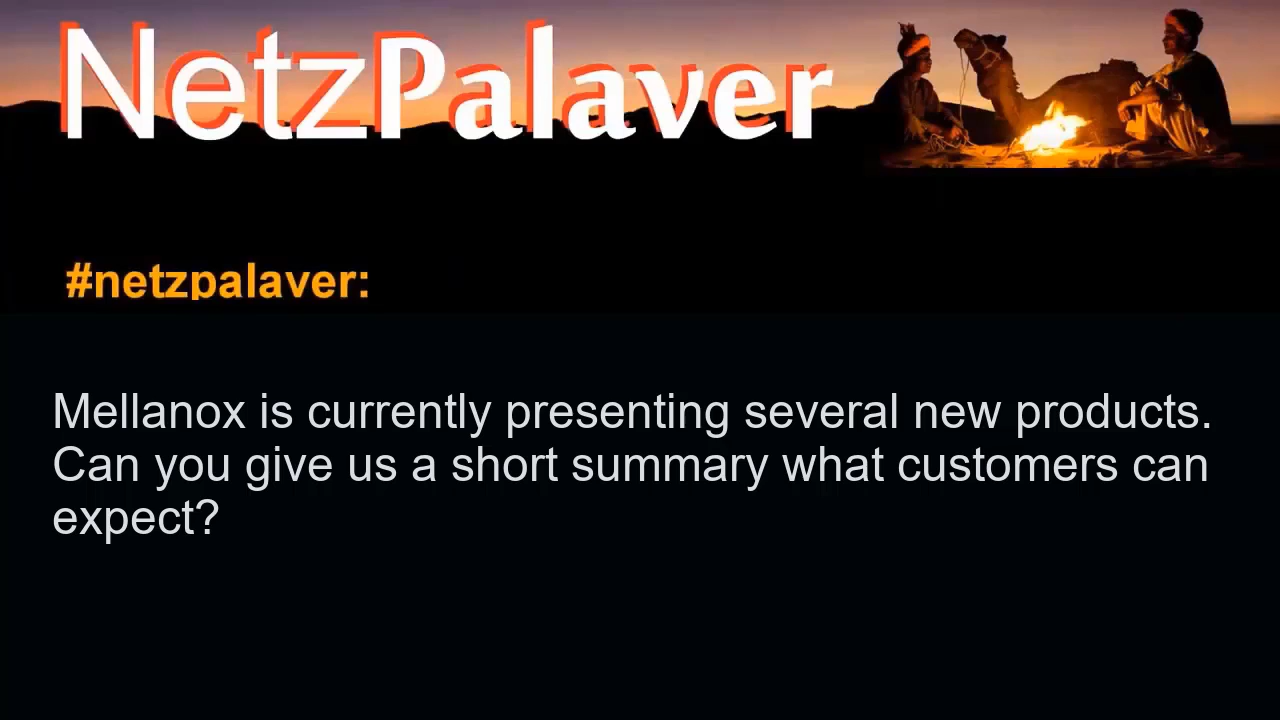 NetzPalaver
#netzpalaver:
Mellanox is currently presenting several new products.
Can you give us a short summary what customers can
expect?